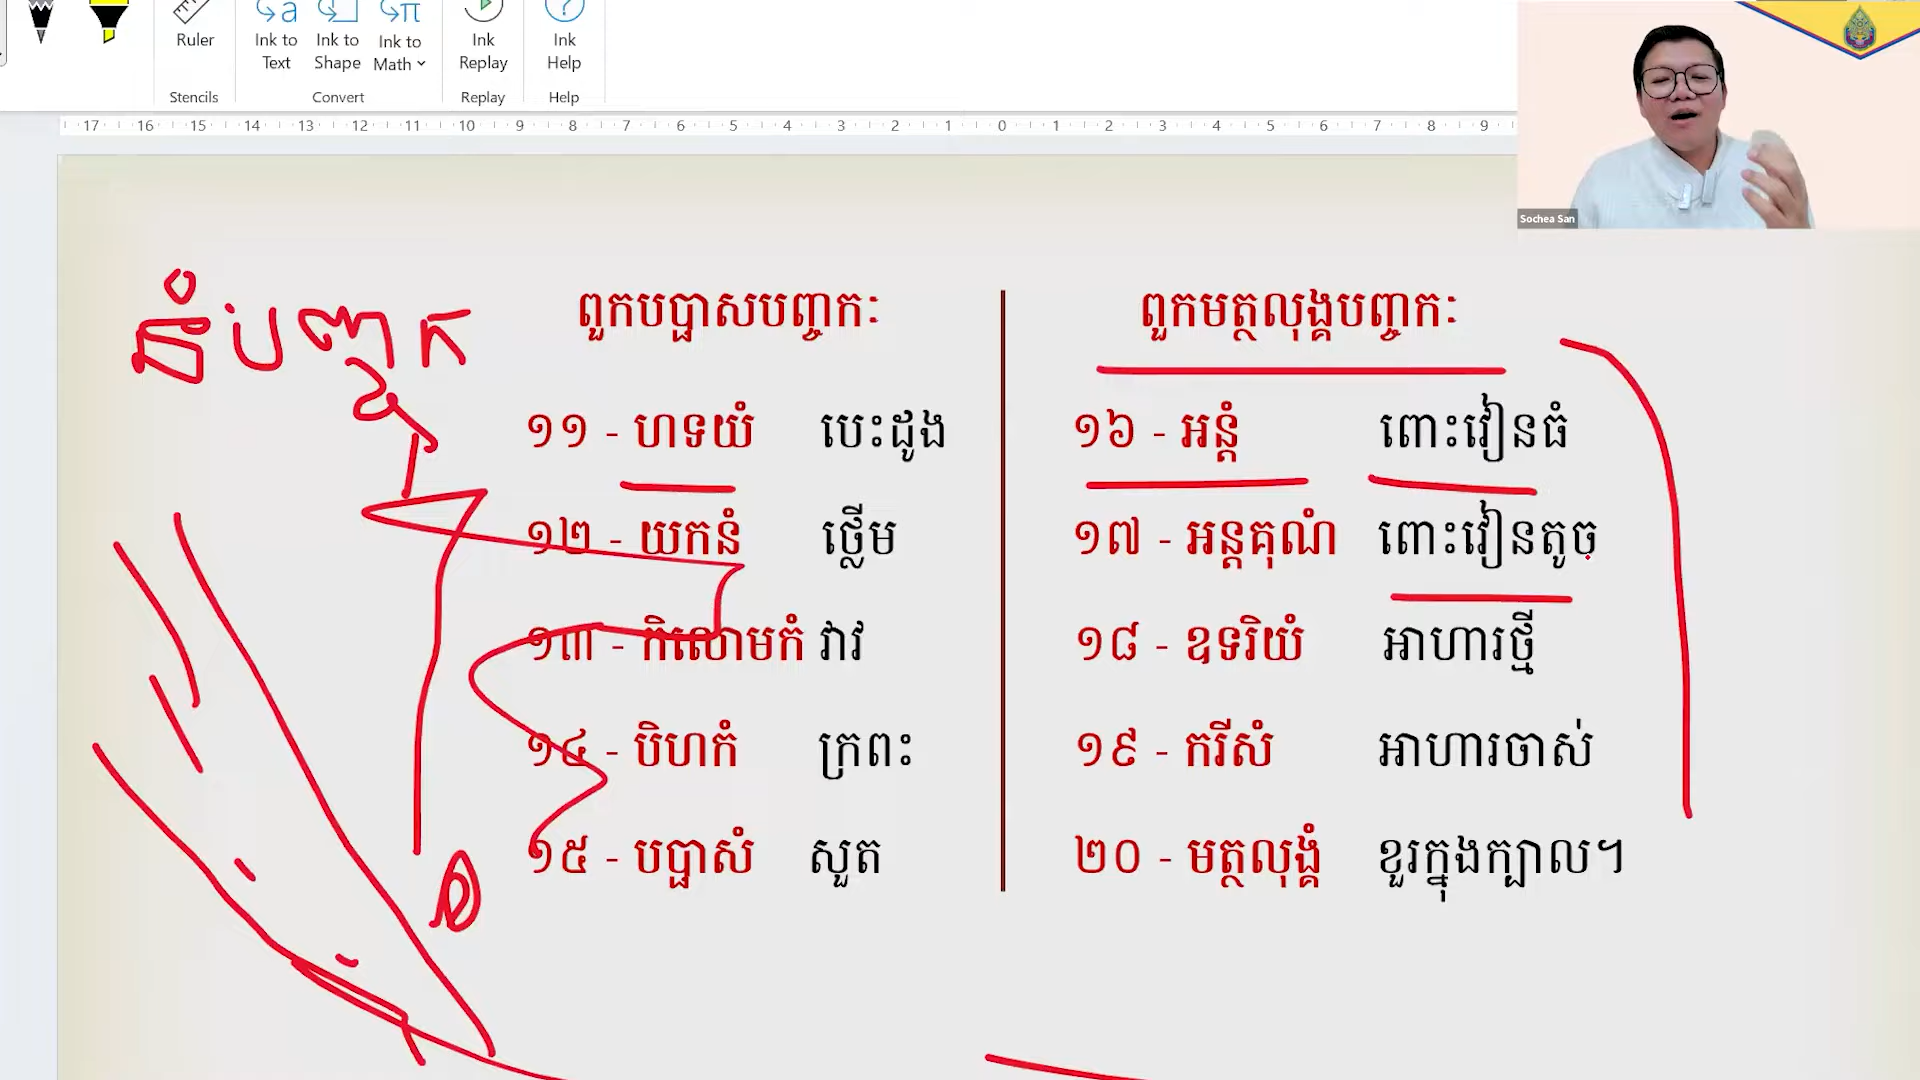 Ruler
Ink to Text
Ink to Shape
Ink to Math
Ink Replay
Ink Help
Stencils
Convert
Replay
Help
17 16 15 14 13 12 11 10 9 8 7 6 5 4 3 2 1 0 1 2 3 4 5 6 7 8 9
Sochea San
នំបញ្ចុក
ពួកបប្ផាសបញ្ចកៈ
១១ - ហទយំ បេះដូង
១២ - យកនំ ថ្លើម
១៣ - កិលោមកំ វាវ
១៤ - បិហកំ ក្រពះ
១៥ - បប្ផាសំ សួត
ពួកមត្ថលុង្គបញ្ចកៈ
១៦ - អន្តំ ពោះវៀនធំ
១៧ - អន្តគុណំ ពោះវៀនតូច
១៨ - ឧទរិយំ អាហារថ្មី
១៩ - ករីសំ អាហារចាស់
២០ - មត្ថលុង្គំ ខួរក្នុងក្បាល។